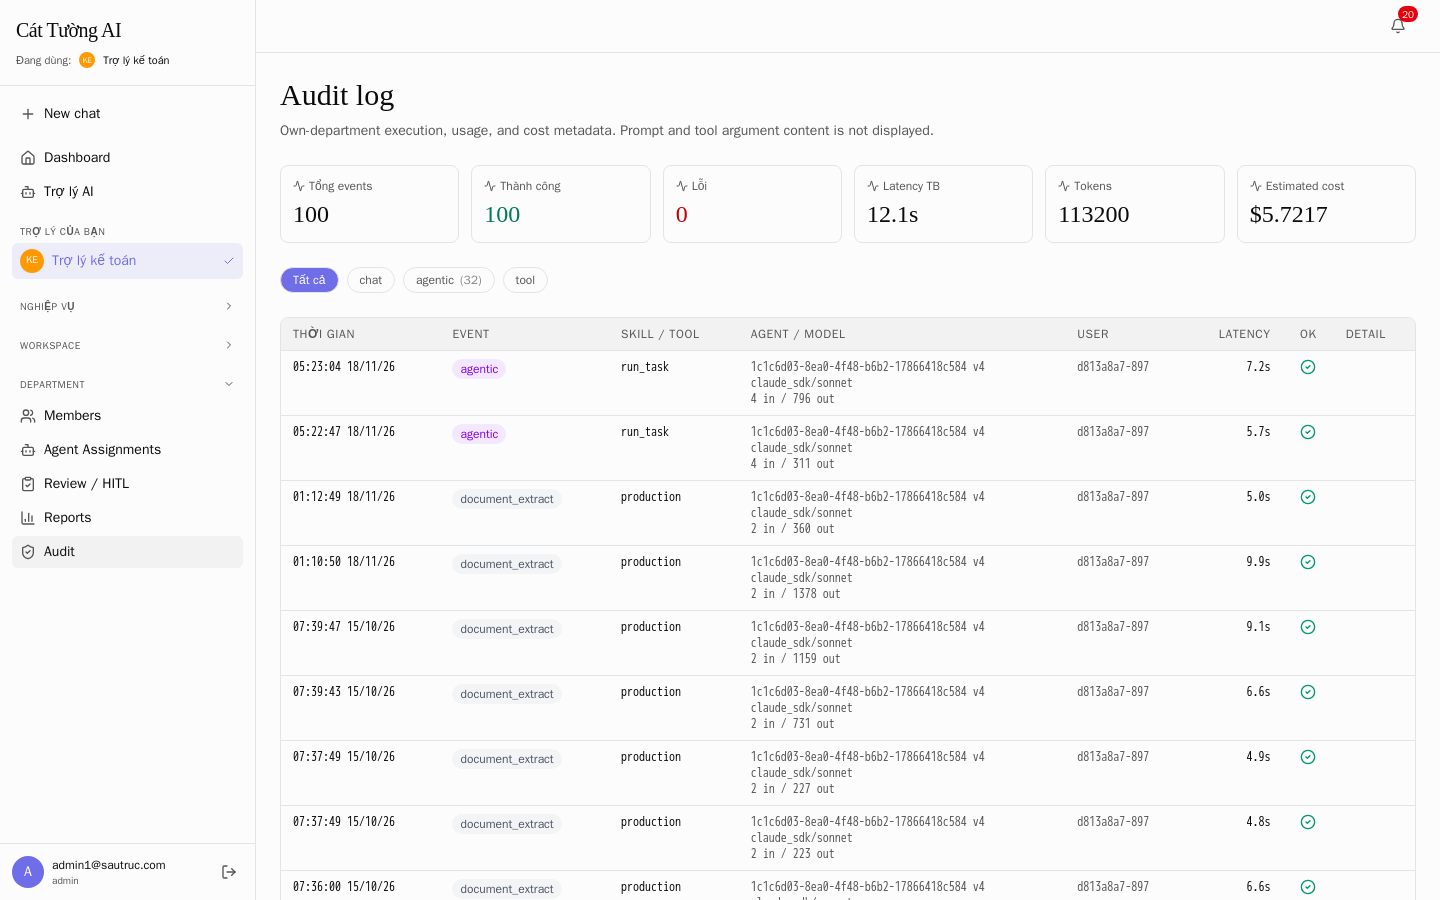 Cát Tường AI
Đang dùng: KE Trợ lý kế toán
20
New chat
Dashboard
Trợ lý AI
TRỢ LÝ CỦA BẠN
KE Trợ lý kế toán
NGHIỆP VỤ
WORKSPACE
DEPARTMENT
Members
Agent Assignments
Review / HITL
Reports
Audit
A admin1@sautruc.com
admin
Audit log
Own-department execution, usage, and cost metadata. Prompt and tool argument content is not displayed.
Tổng events
100
Thành công
100
Lỗi
0
Latency TB
12.1s
Tokens
113200
Estimated cost
$5.7217
Tất cả chat agentic (32) tool
THỜI GIAN EVENT SKILL / TOOL AGENT / MODEL USER LATENCY OK DETAIL
05:23:04 18/11/26 agentic run_task 1c1c6d03-8ea0-4f48-b6b2-17866418c584 v4 d813a8a7-897 7.2s
claude_sdk/sonnet
4 in / 796 out
05:22:47 18/11/26 agentic run_task 1c1c6d03-8ea0-4f48-b6b2-17866418c584 v4 d813a8a7-897 5.7s
claude_sdk/sonnet
4 in / 311 out
01:12:49 18/11/26 document_extract production 1c1c6d03-8ea0-4f48-b6b2-17866418c584 v4 d813a8a7-897 5.0s
claude_sdk/sonnet
2 in / 360 out
01:10:50 18/11/26 document_extract production 1c1c6d03-8ea0-4f48-b6b2-17866418c584 v4 d813a8a7-897 9.9s
claude_sdk/sonnet
2 in / 1378 out
07:39:47 15/10/26 document_extract production 1c1c6d03-8ea0-4f48-b6b2-17866418c584 v4 d813a8a7-897 9.1s
claude_sdk/sonnet
2 in / 1159 out
07:39:43 15/10/26 document_extract production 1c1c6d03-8ea0-4f48-b6b2-17866418c584 v4 d813a8a7-897 6.6s
claude_sdk/sonnet
2 in / 731 out
07:37:49 15/10/26 document_extract production 1c1c6d03-8ea0-4f48-b6b2-17866418c584 v4 d813a8a7-897 4.9s
claude_sdk/sonnet
2 in / 227 out
07:37:49 15/10/26 document_extract production 1c1c6d03-8ea0-4f48-b6b2-17866418c584 v4 d813a8a7-897 4.8s
claude_sdk/sonnet
2 in / 223 out
07:36:00 15/10/26 document_extract production 1c1c6d03-8ea0-4f48-b6b2-17866418c584 v4 d813a8a7-897 6.6s